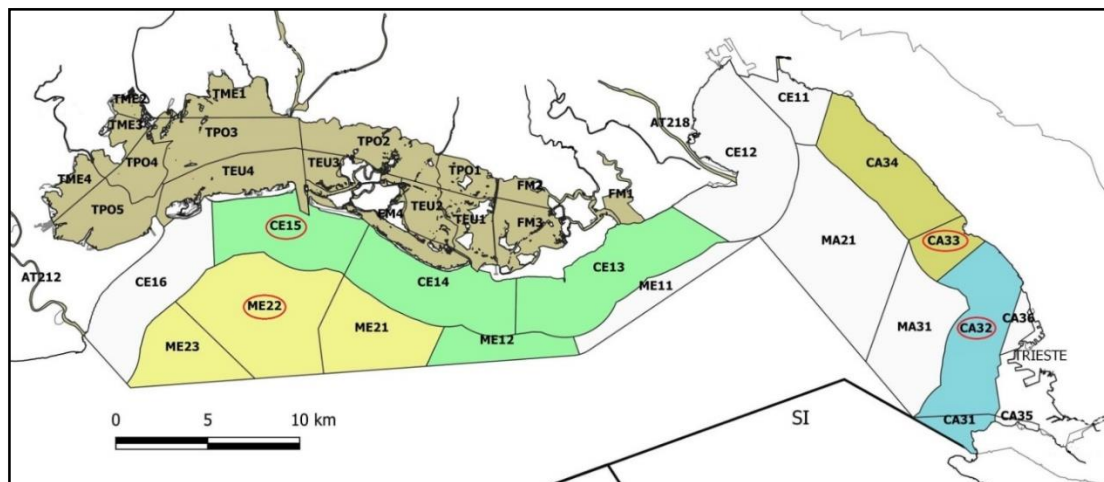 TME2
TME1
TME3
TPO3
TPO4
TME4
TEU4
TPO5
TPO2
TEU3
TPO1
FM4
TEU2
TEU1
FM2
FM3
FM1
AT218
CE11
CE12
CA34
CA33
MA21
CE15
CE14
CE13
ME11
AT212
CE16
ME22
ME21
ME23
ME12
MA31
CA32
CA36
TRIESTE
CA31
CA35
SI
0 5 10 km